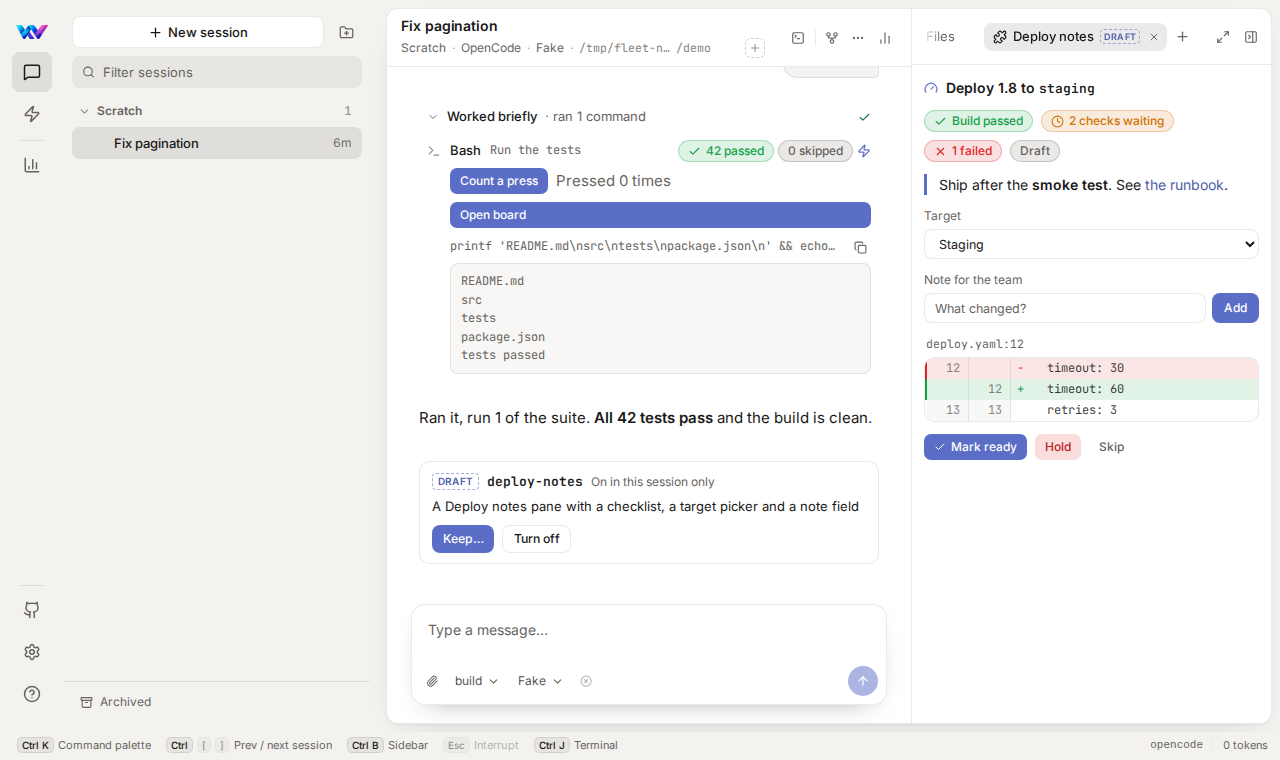 New session
Filter sessions
Scratch 1
Fix pagination 6m
Archived
Fix pagination
Scratch · OpenCode · Fake · /tmp/fleet-n… /demo
Worked briefly · ran 1 command
Bash Run the tests 42 passed 0 skipped
Count a press Pressed 0 times
Open board
printf 'README.md\nsrc\ntests\npackage.json\n' && echo…
README.md
src
tests
package.json
tests passed
Ran it, run 1 of the suite. All 42 tests pass and the build is clean.
DRAFT deploy-notes On in this session only
A Deploy notes pane with a checklist, a target picker and a note field
Keep… Turn off
Type a message…
build Fake
Files Deploy notes DRAFT
Deploy 1.8 to staging
Build passed 2 checks waiting
1 failed Draft
Ship after the smoke test. See the runbook.
Target
Staging
Note for the team
What changed? Add
deploy.yaml:12
12 - timeout: 30
12 + timeout: 60
13 13 retries: 3
Mark ready Hold Skip
Ctrl K Command palette Ctrl [ ] Prev / next session Ctrl B Sidebar Esc Interrupt Ctrl J Terminal opencode 0 tokens